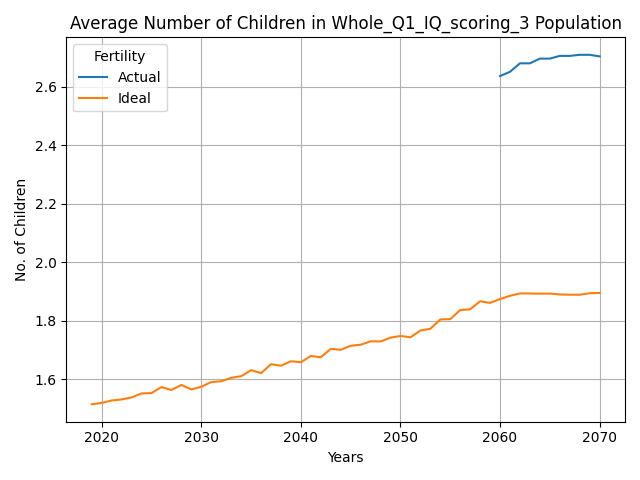 Average Number of Children in Whole_Q1_IQ_scoring_3 Population
Fertility
Actual
Ideal
No. of Children
2.6
2.4
2.2
2.0
1.8
1.6
2020 2030 2040 2050 2060 2070
Years